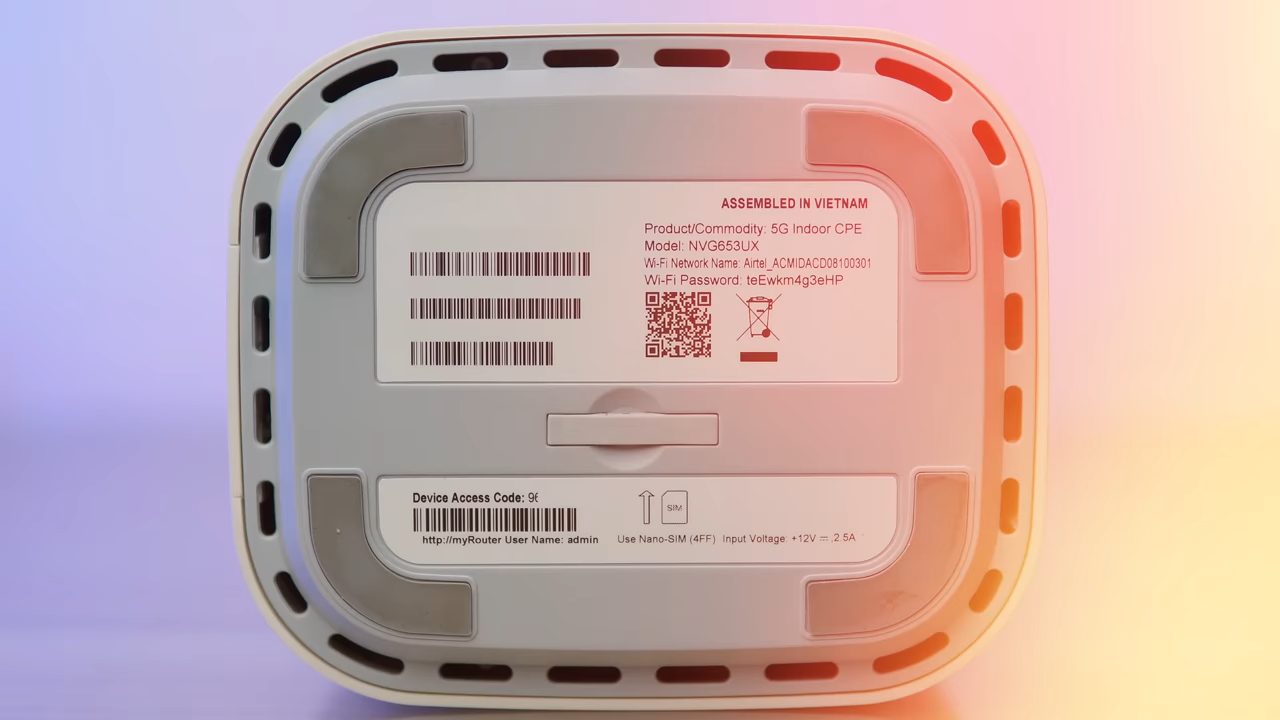 ASSEMBLED IN VIETNAM
Product/Commodity: 5G Indoor CPE
Model: NVG653UX
Wi-Fi Network Name: Airtel_ACMIDACD08100301
Wi-Fi Password: teEwkm4g3eHP
Device Access Code: 96
SIM
http://myRouter User Name: admin
Use Nano-SIM (4FF) Input Voltage: +12V ⎓ ,2.5A